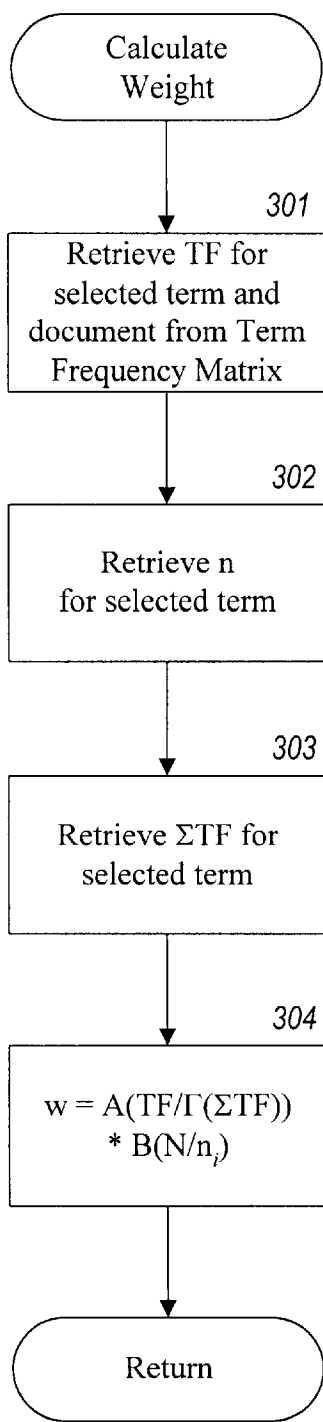 Calculate
Weight
301
Retrieve TF for
selected term and
document from Term
Frequency Matrix
302
Retrieve n
for selected term
303
Retrieve ΣTF for
selected term
304
w = A(TF/Γ(ΣTF))
* B(N/nᵢ)
Return